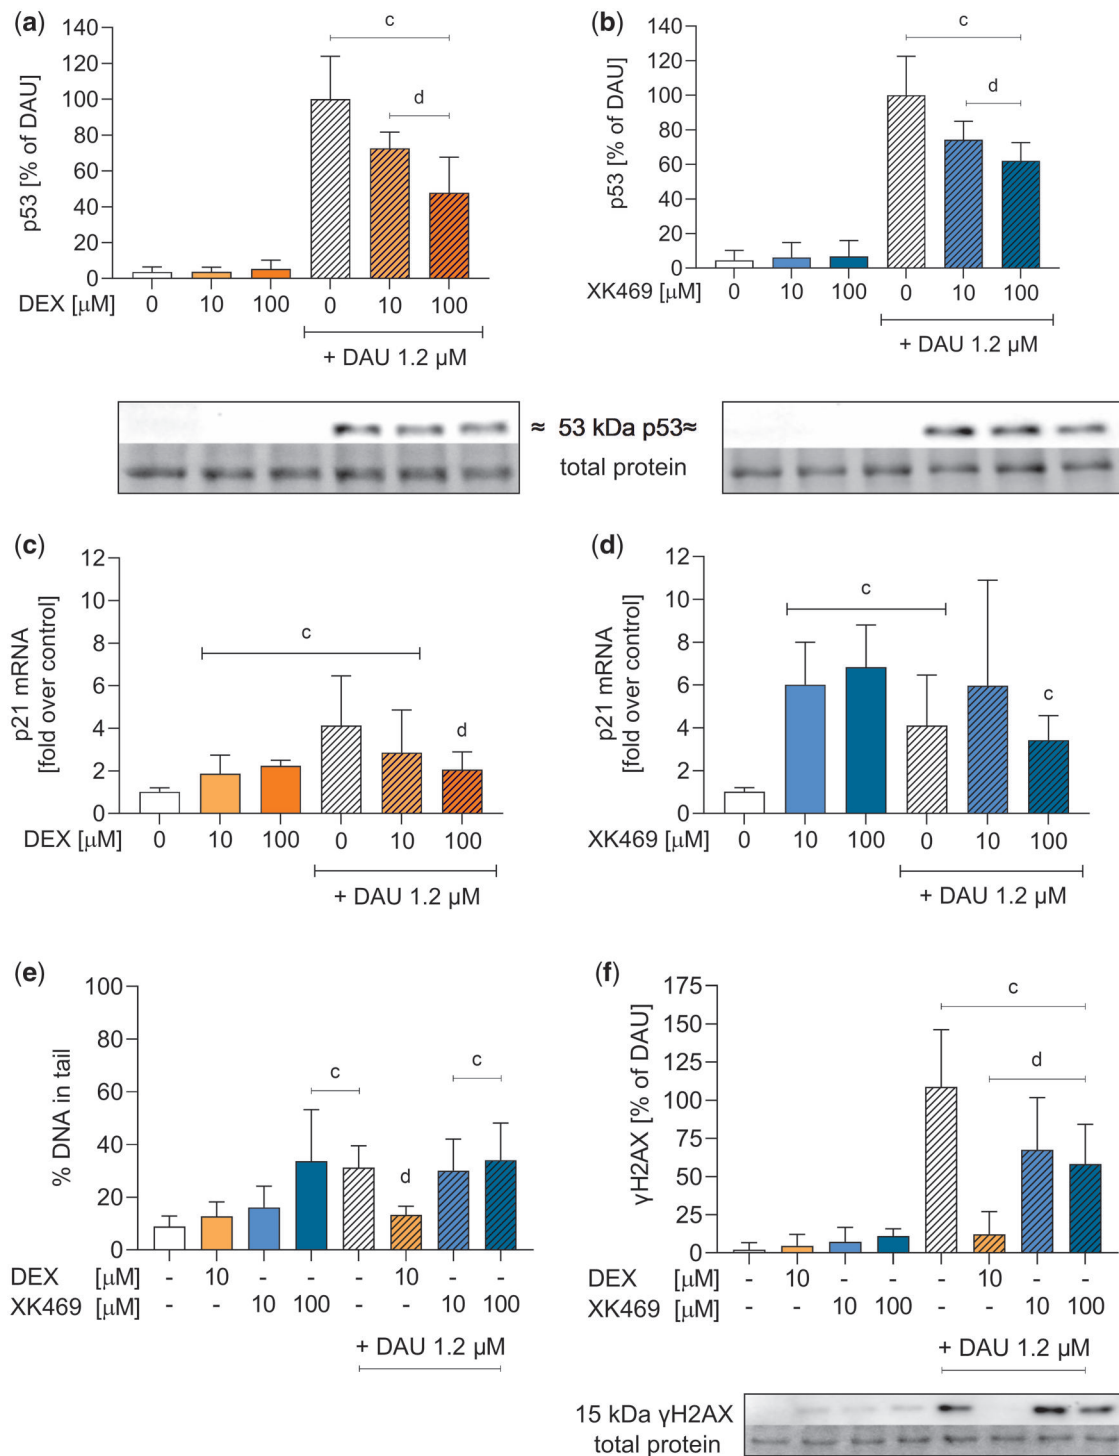 (a)
p53 [% of DAU]
140
120
100
80
60
40
20
0
c
d
DEX [μM] 0 10 100 0 10 100
+ DAU 1.2 μM
(b)
p53 [% of DAU]
140
120
100
80
60
40
20
0
c
d
XK469 [μM] 0 10 100 0 10 100
+ DAU 1.2 μM
≈ 53 kDa p53≈
total protein
(c)
p21 mRNA
[fold over control]
12
10
8
6
4
2
0
c
d
DEX [μM] 0 10 100 0 10 100
+ DAU 1.2 μM
(d)
p21 mRNA
[fold over control]
12
10
8
6
4
2
0
c
c
XK469 [μM] 0 10 100 0 10 100
+ DAU 1.2 μM
(e)
% DNA in tail
100
80
60
40
20
0
c
c
d
DEX [μM] - 10 - - - 10 - -
XK469 [μM] - - 10 100 - - 10 100
+ DAU 1.2 μM
(f)
γH2AX [% of DAU]
175
150
125
100
75
50
25
0
c
d
DEX [μM] - 10 - - - 10 - -
XK469 [μM] - - 10 100 - - 10 100
+ DAU 1.2 μM
15 kDa γH2AX
total protein